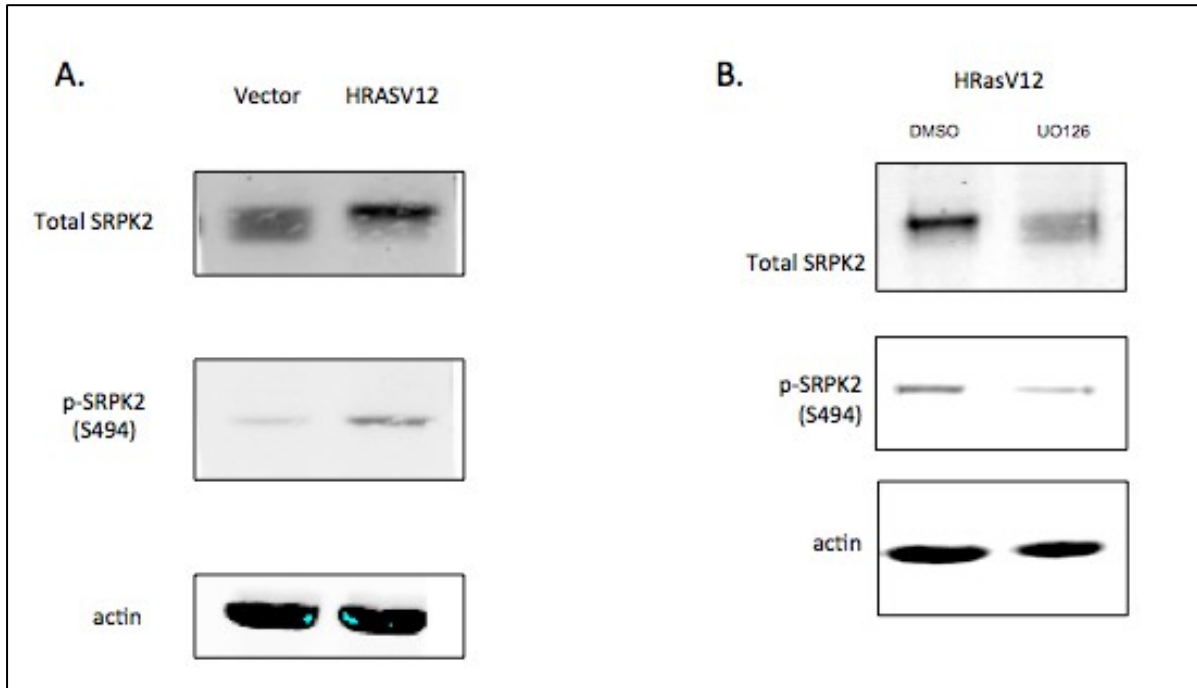 A.
Vector HRASV12
Total SRPK2
p-SRPK2
(S494)
actin
B.
HRasV12
DMSO UO126
Total SRPK2
p-SRPK2
(S494)
actin